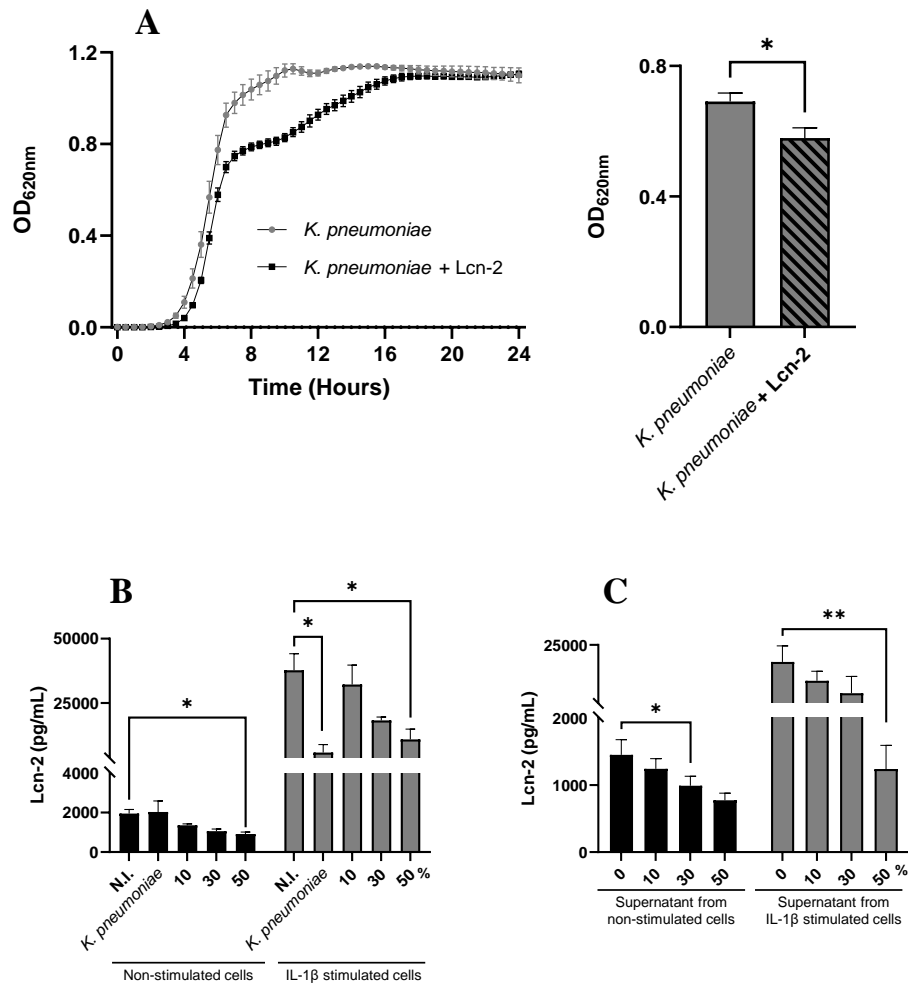 A
1.2
0.8
0.4
0.0
OD620nm
0 4 8 12 16 20 24
Time (Hours)
K. pneumoniae
K. pneumoniae + Lcn-2
*
0.8
0.4
0.0
OD620nm
K. pneumoniae
K. pneumoniae + Lcn-2
B
50000
25000
4000
2000
0
Lcn-2 (pg/mL)
*
*
*
N.I. K. pneumoniae 10 30 50 N.I. K. pneumoniae 10 30 50 %
Non-stimulated cells
IL-1β stimulated cells
C
25000
2000
1000
0
Lcn-2 (pg/mL)
*
**
0 10 30 50 0 10 30 50 %
Supernatant from
non-stimulated cells
Supernatant from
IL-1β stimulated cells